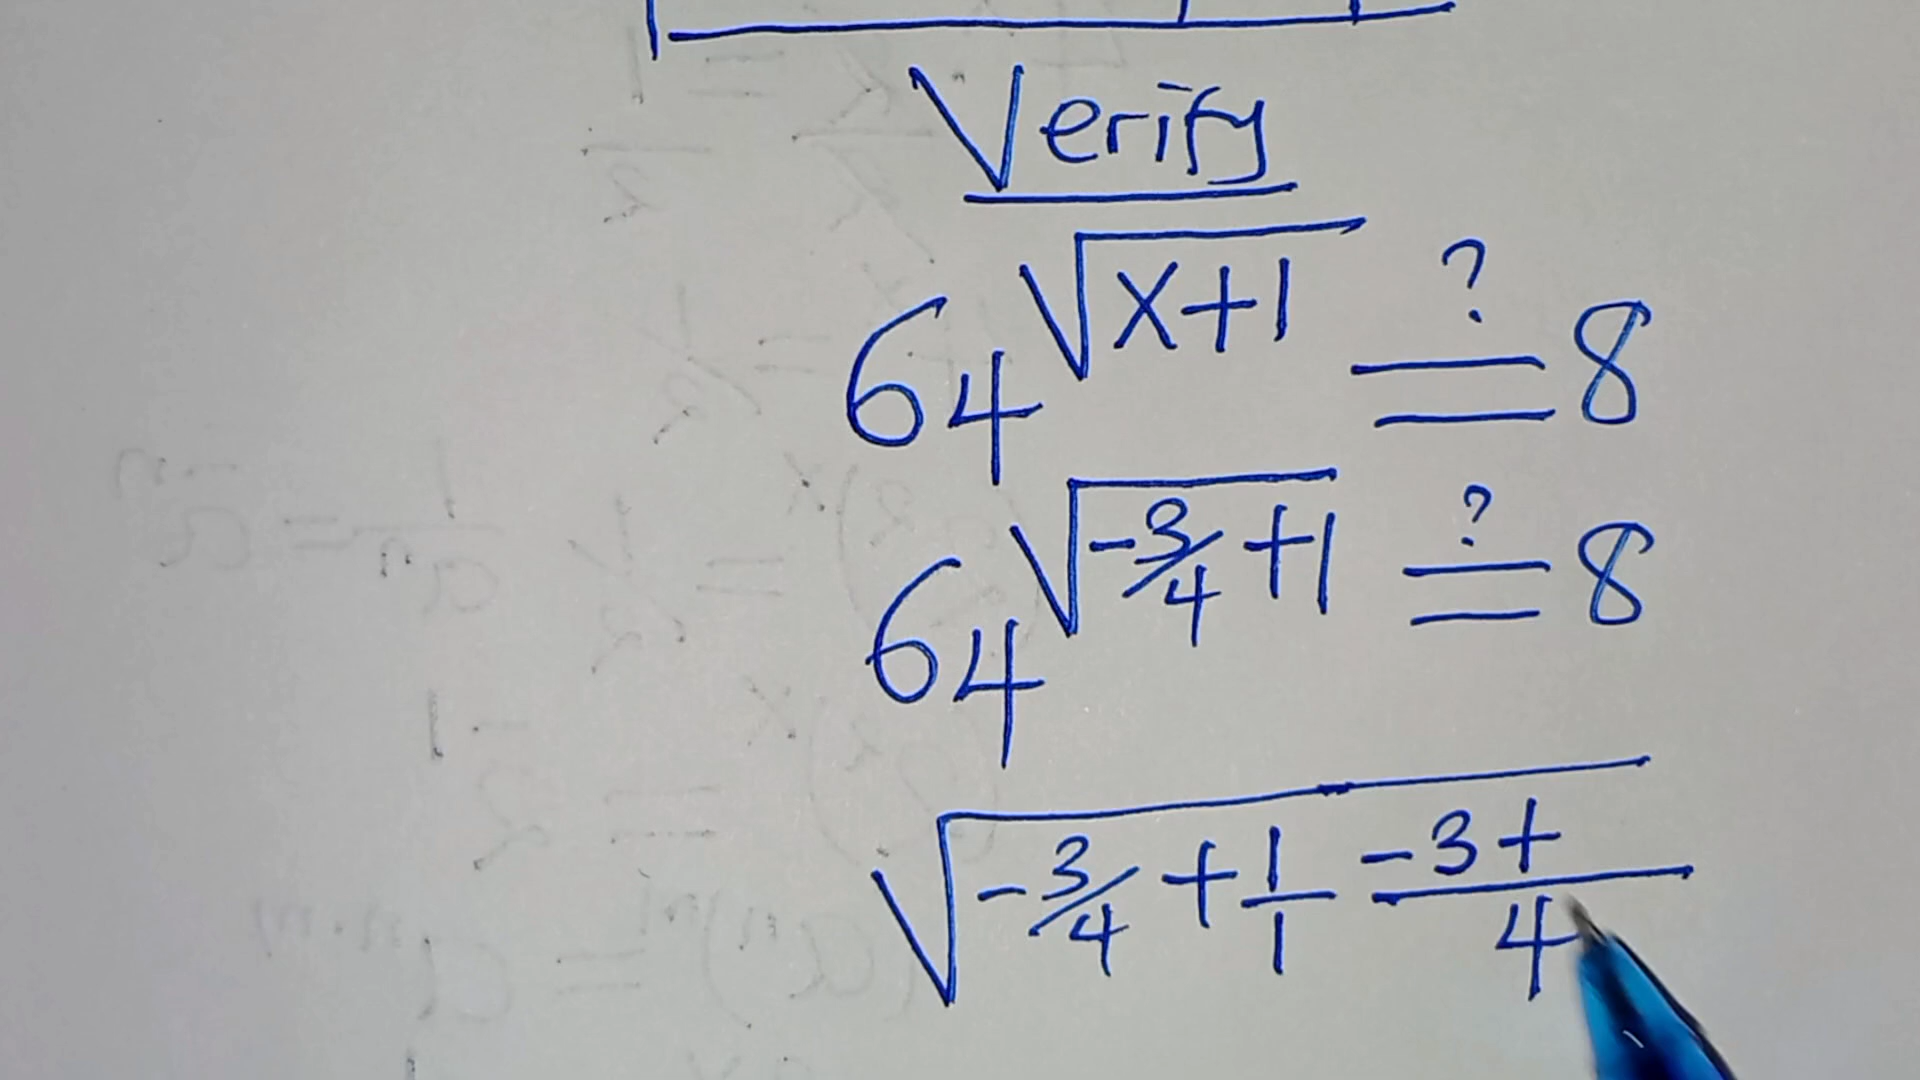 Verify
64^√(x+1) ≟ 8
64^√(-3/4 + 1) ≟ 8
√(-3/4 + 1/1 (-3+)/4)